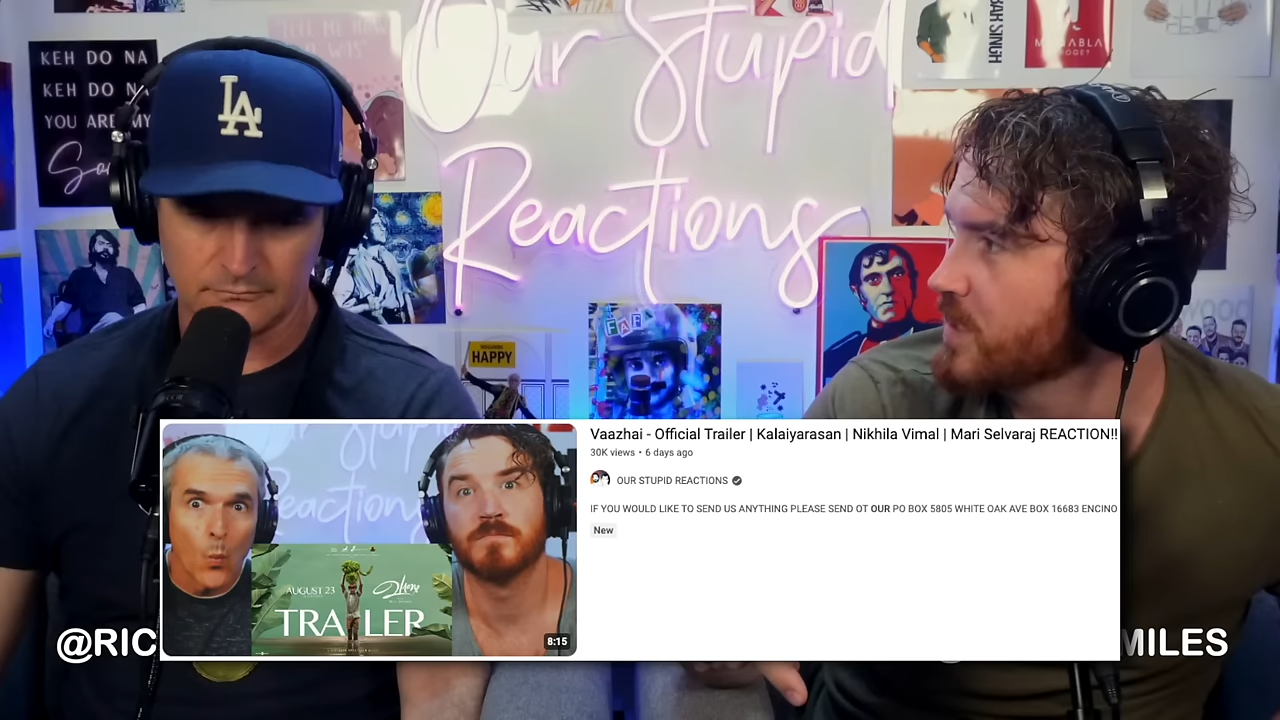 KEH DO NA
KEH DO NA
YOU ARE MY
LA
Our Stupid
Reactions
HAPPY
FAFA
Vaazhai - Official Trailer | Kalaiyarasan | Nikhila Vimal | Mari Selvaraj REACTION!!
30K views • 6 days ago
OUR STUPID REACTIONS
IF YOU WOULD LIKE TO SEND US ANYTHING PLEASE SEND OT OUR PO BOX 5805 WHITE OAK AVE BOX 16683 ENCINO
New
AUGUST 23
TRAILER
8:15
@RIC
MILES